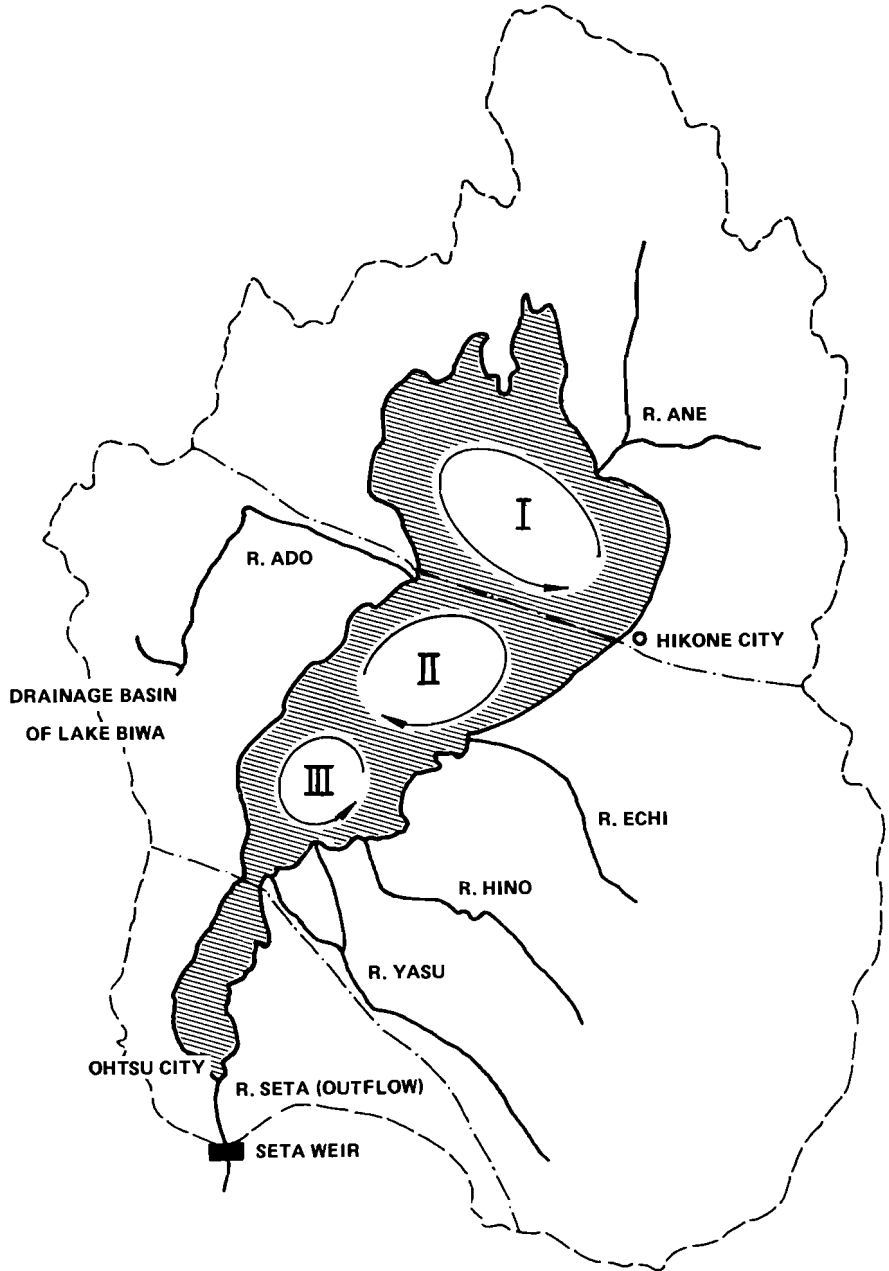 R. ANE
I
R. ADO
HIKONE CITY
II
DRAINAGE BASIN
OF LAKE BIWA
III
R. ECHI
R. HINO
R. YASU
OHTSU CITY
R. SETA (OUTFLOW)
SETA WEIR